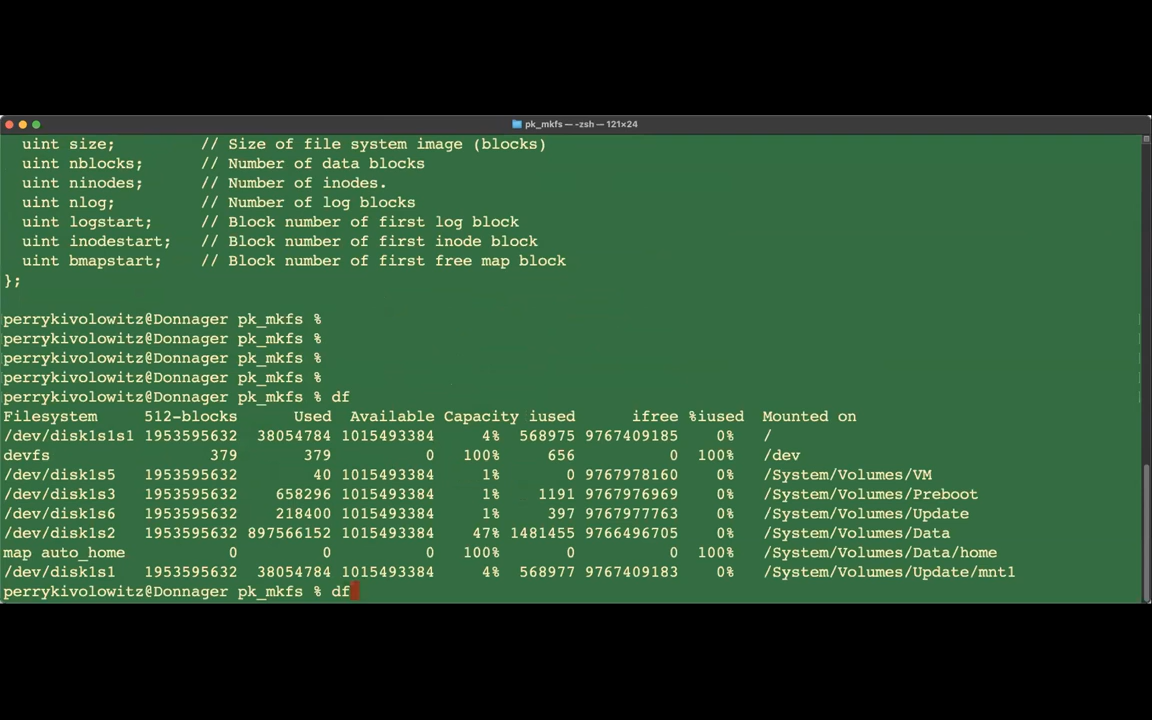 pk_mkfs — -zsh — 121×24
uint size; // Size of file system image (blocks)
uint nblocks; // Number of data blocks
uint ninodes; // Number of inodes.
uint nlog; // Number of log blocks
uint logstart; // Block number of first log block
uint inodestart; // Block number of first inode block
uint bmapstart; // Block number of first free map block
};
perrykivolowitz@Donnager pk_mkfs %
perrykivolowitz@Donnager pk_mkfs %
perrykivolowitz@Donnager pk_mkfs %
perrykivolowitz@Donnager pk_mkfs %
perrykivolowitz@Donnager pk_mkfs % df
Filesystem 512-blocks Used Available Capacity iused ifree %iused Mounted on
/dev/disk1s1s1 1953595632 38054784 1015493384 4% 568975 9767409185 0% /
devfs 379 379 0 100% 656 0 100% /dev
/dev/disk1s5 1953595632 40 1015493384 1% 0 9767978160 0% /System/Volumes/VM
/dev/disk1s3 1953595632 658296 1015493384 1% 1191 9767976969 0% /System/Volumes/Preboot
/dev/disk1s6 1953595632 218400 1015493384 1% 397 9767977763 0% /System/Volumes/Update
/dev/disk1s2 1953595632 897566152 1015493384 47% 1481455 9766496705 0% /System/Volumes/Data
map auto_home 0 0 0 100% 0 0 100% /System/Volumes/Data/home
/dev/disk1s1 1953595632 38054784 1015493384 4% 568977 9767409183 0% /System/Volumes/Update/mnt1
perrykivolowitz@Donnager pk_mkfs % df